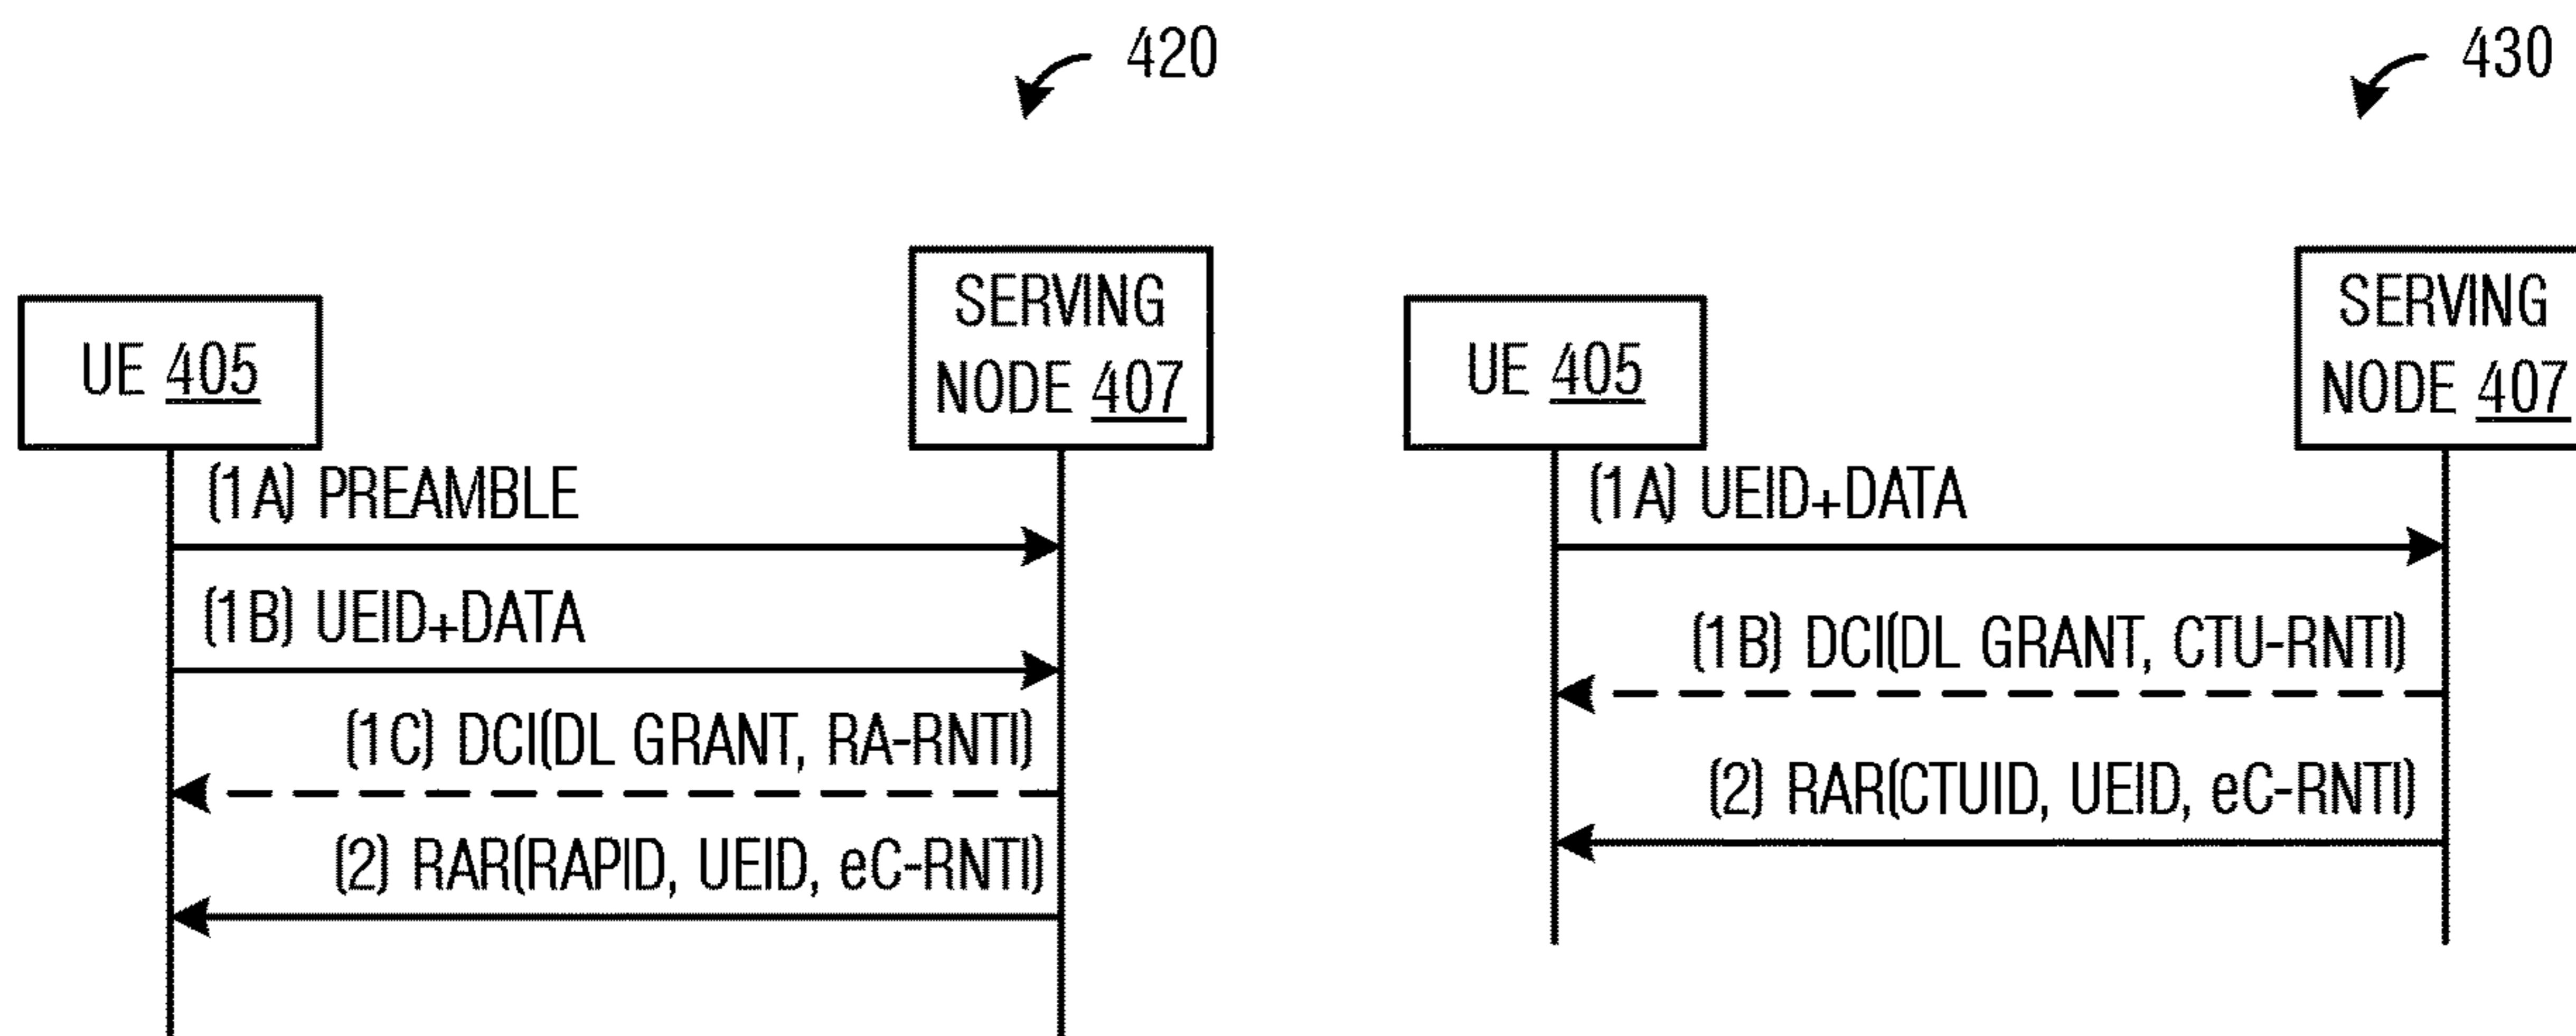 420
UE 405
SERVING
NODE 407
(1A) PREAMBLE
(1B) UEID+DATA
(1C) DCI(DL GRANT, RA-RNTI)
(2) RAR(RAPID, UEID, eC-RNTI)
430
UE 405
SERVING
NODE 407
(1A) UEID+DATA
(1B) DCI(DL GRANT, CTU-RNTI)
(2) RAR(CTUID, UEID, eC-RNTI)